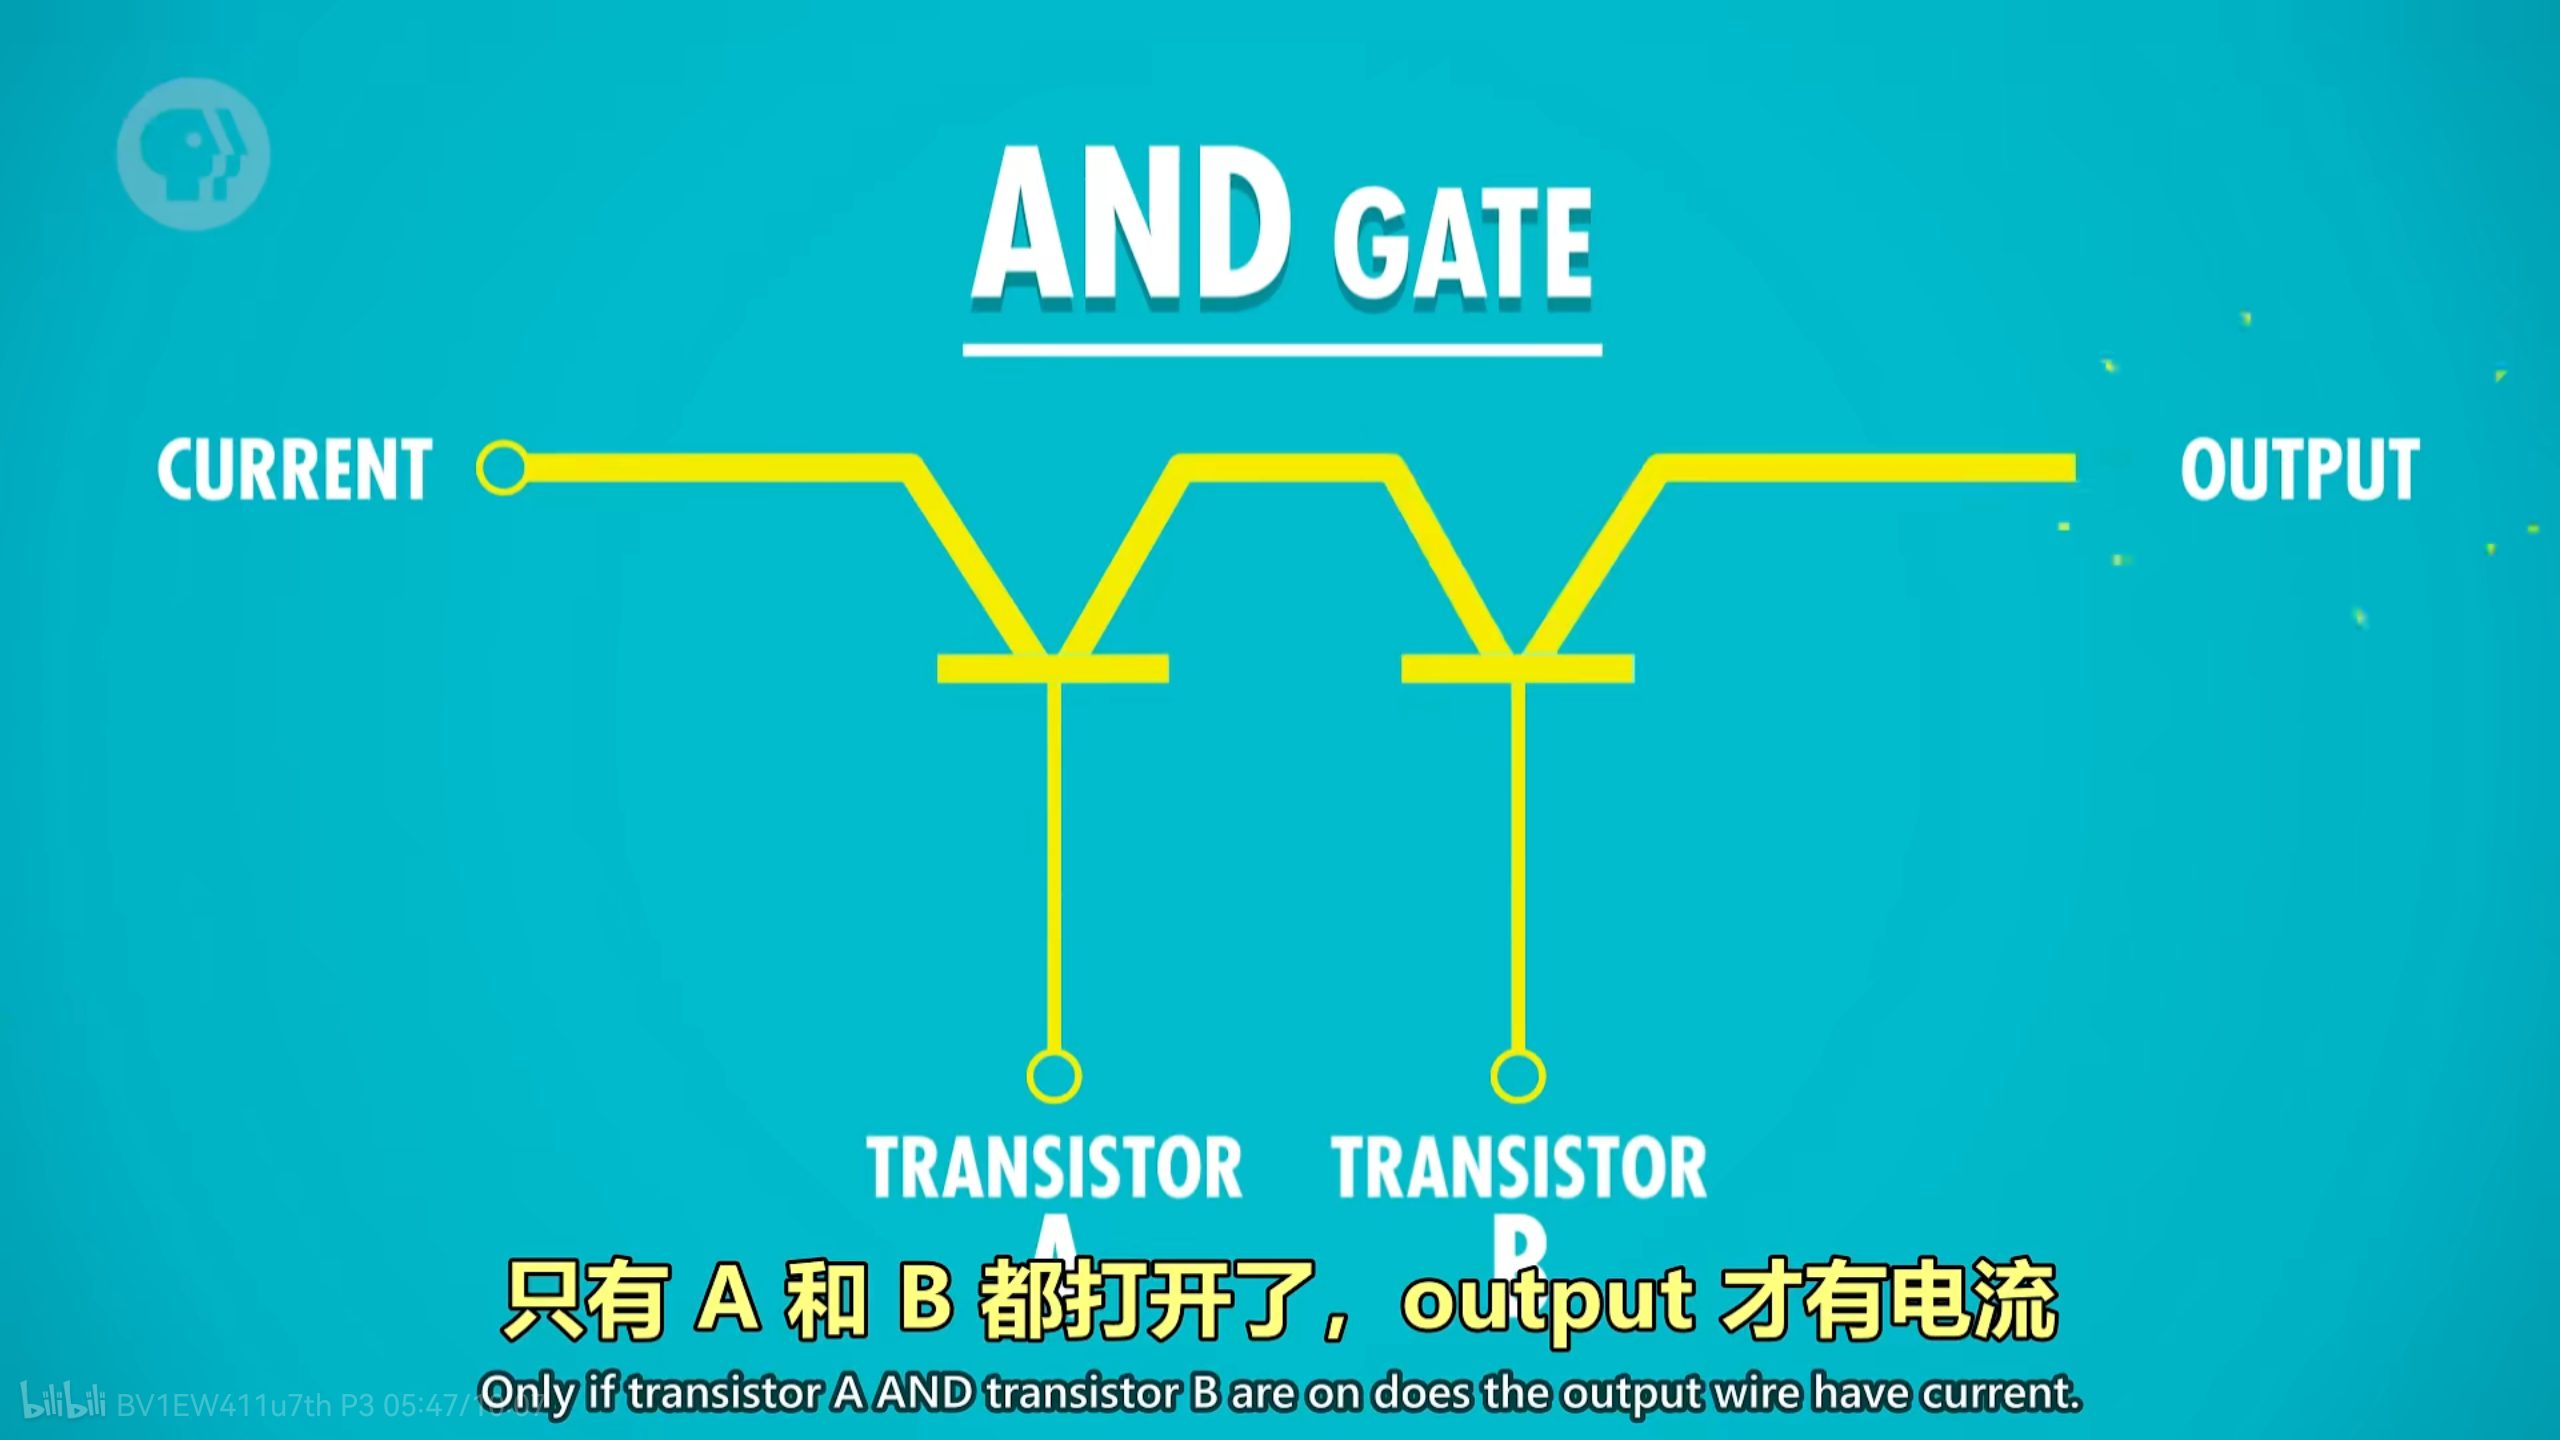 AND GATE
CURRENT
OUTPUT
TRANSISTOR
A
TRANSISTOR
B
只有 A 和 B 都打开了，output 才有电流
Only if transistor A AND transistor B are on does the output wire have current.
bilibili BV1EW411u7th P3 05:47/